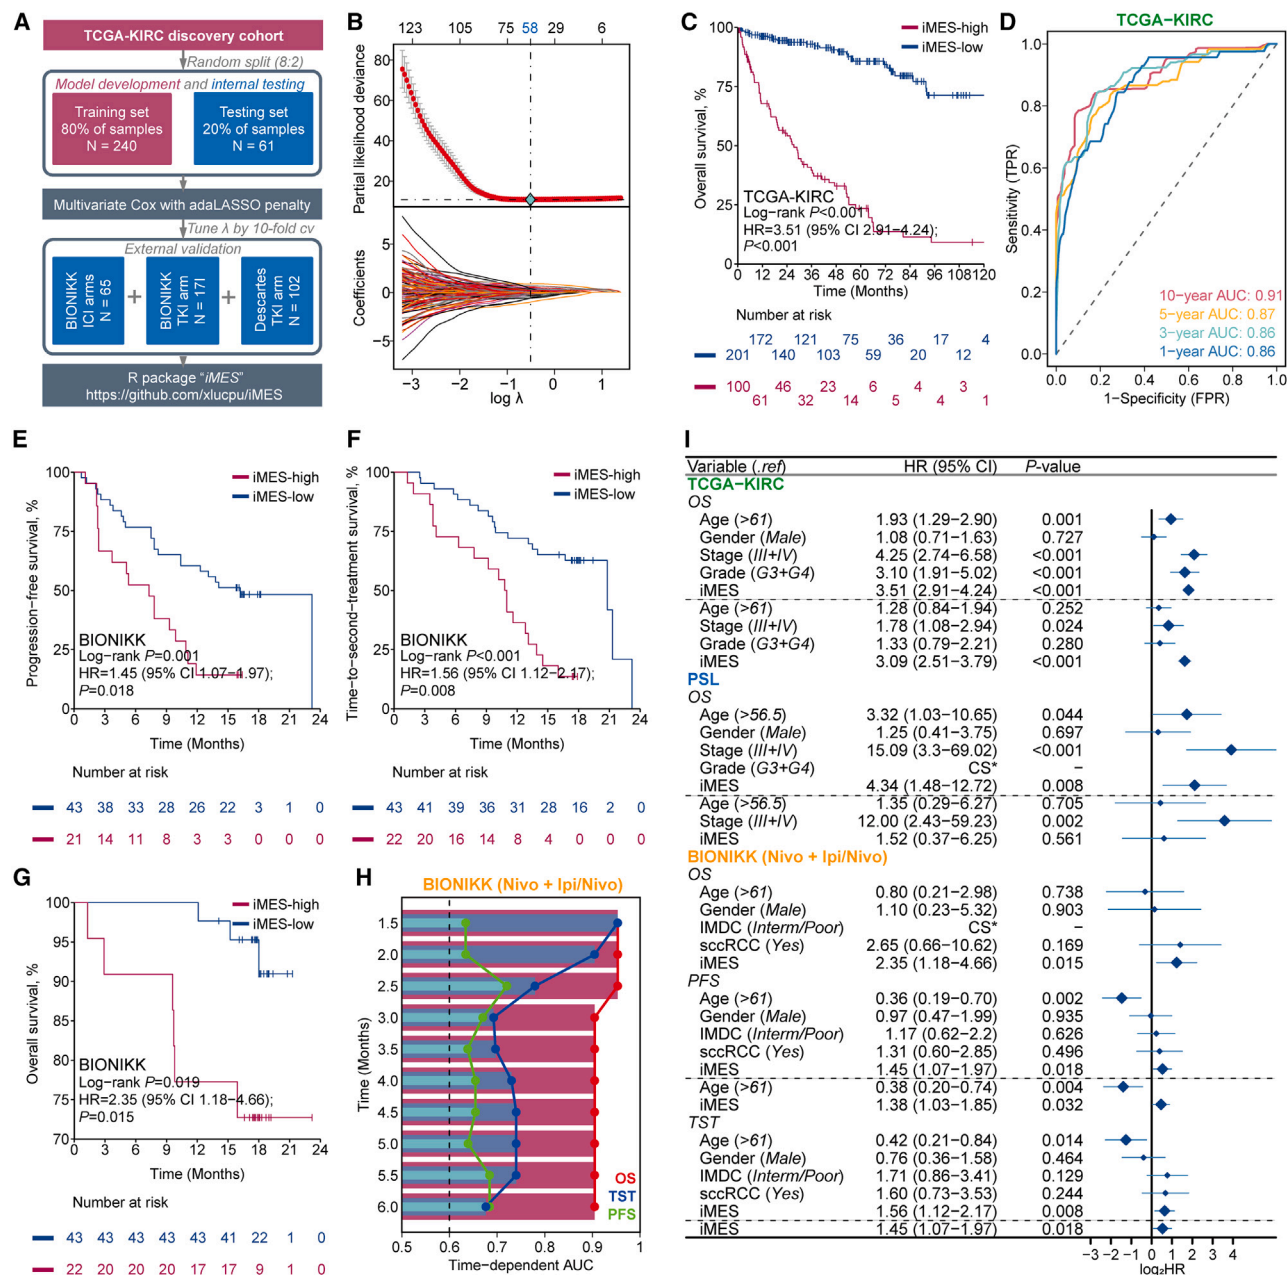 A
TCGA-KIRC discovery cohort
Random split (8:2)
Model development and internal testing
Training set
80% of samples
N = 240
Testing set
20% of samples
N = 61
Multivariate Cox with adaLASSO penalty
Tune λ by 10-fold cv
External validation
BIONIKK
ICI arms
N = 65
+
BIONIKK
TKI arm
N = 17I
+
Descartes
TKI arm
N = 102
R package “iMES”
https://github.com/xlucpu/iMES
B
123 105 75 58 29 6
Partial likelihood deviance
80
60
40
20
Coefficients
5
0
−5
−3 −2 −1 0 1
log λ
C
iMES-high
iMES-low
Overall survival, %
100
75
50
25
0
TCGA-KIRC
Log-rank P<0.001
HR=3.51 (95% CI 2.91−4.24);
P<0.001
0 12 24 36 48 60 72 84 96 108 120
Time (Months)
Number at risk
172 121 75 36 17 4
201 140 103 59 20 12
100 46 23 6 4 3
61 32 14 5 4 1
D
TCGA−KIRC
Sensitivity (TPR)
1.0
0.8
0.6
0.4
0.2
0.0
10-year AUC: 0.91
5-year AUC: 0.87
3-year AUC: 0.86
1-year AUC: 0.86
0.0 0.2 0.4 0.6 0.8 1.0
1-Specificity (FPR)
E
iMES-high
iMES-low
Progression−free survival, %
100
75
50
25
0
BIONIKK
Log−rank P=0.001
HR=1.45 (95% CI 1.07−1.97);
P=0.018
0 3 6 9 12 15 18 21 24
Time (Months)
Number at risk
43 38 33 28 26 22 3 1 0
21 14 11 8 3 3 0 0 0
F
iMES-high
iMES-low
Time−to−second−treatment survival, %
100
75
50
25
0
BIONIKK
Log−rank P<0.001
HR=1.56 (95% CI 1.12−2.17);
P=0.008
0 3 6 9 12 15 18 21 24
Time (Months)
Number at risk
43 41 39 36 31 28 16 2 0
22 20 16 14 8 4 0 0 0
G
iMES-high
iMES-low
Overall survival, %
100
95
90
85
80
75
70
BIONIKK
Log−rank P=0.019
HR=2.35 (95% CI 1.18−4.66);
P=0.015
0 3 6 9 12 15 18 21 24
Time (Months)
Number at risk
43 43 43 43 43 41 22 1 0
22 20 20 20 17 17 9 1 0
H
BIONIKK (Nivo + Ipi/Nivo)
Time (Months)
1.5
2.0
2.5
3.0
3.5
4.0
4.5
5.0
5.5
6.0
OS
TST
PFS
0.5 0.6 0.7 0.8 0.9 1
Time−dependent AUC
I
Variable (.ref) HR (95% CI) P-value
TCGA−KIRC
OS
Age (>61) 1.93 (1.29−2.90) 0.001
Gender (Male) 1.08 (0.71−1.63) 0.727
Stage (III+IV) 4.25 (2.74−6.58) <0.001
Grade (G3+G4) 3.10 (1.91−5.02) <0.001
iMES 3.51 (2.91−4.24) <0.001
Age (>61) 1.28 (0.84−1.94) 0.252
Stage (III+IV) 1.78 (1.08−2.94) 0.024
Grade (G3+G4) 1.33 (0.79−2.21) 0.280
iMES 3.09 (2.51−3.79) <0.001
PSL
OS
Age (>56.5) 3.32 (1.03−10.65) 0.044
Gender (Male) 1.25 (0.41−3.75) 0.697
Stage (III+IV) 15.09 (3.3−69.02) <0.001
Grade (G3+G4) CS* −
iMES 4.34 (1.48−12.72) 0.008
Age (>56.5) 1.35 (0.29−6.27) 0.705
Stage (III+IV) 12.00 (2.43−59.23) 0.002
iMES 1.52 (0.37−6.25) 0.561
BIONIKK (Nivo + Ipi/Nivo)
OS
Age (>61) 0.80 (0.21−2.98) 0.738
Gender (Male) 1.10 (0.23−5.32) 0.903
IMDC (Interm/Poor) CS* −
sccRCC (Yes) 2.65 (0.66−10.62) 0.169
iMES 2.35 (1.18−4.66) 0.015
PFS
Age (>61) 0.36 (0.19−0.70) 0.002
Gender (Male) 0.97 (0.47−1.99) 0.935
IMDC (Interm/Poor) 1.17 (0.62−2.2) 0.626
sccRCC (Yes) 1.31 (0.60−2.85) 0.496
iMES 1.45 (1.07−1.97) 0.018
Age (>61) 0.38 (0.20−0.74) 0.004
iMES 1.38 (1.03−1.85) 0.032
TST
Age (>61) 0.42 (0.21−0.84) 0.014
Gender (Male) 0.76 (0.36−1.58) 0.464
IMDC (Interm/Poor) 1.71 (0.86−3.41) 0.129
sccRCC (Yes) 1.60 (0.73−3.53) 0.244
iMES 1.56 (1.12−2.17) 0.008
iMES 1.45 (1.07−1.97) 0.018
−3 −2 −1 0 1 2 3 4
log₂HR